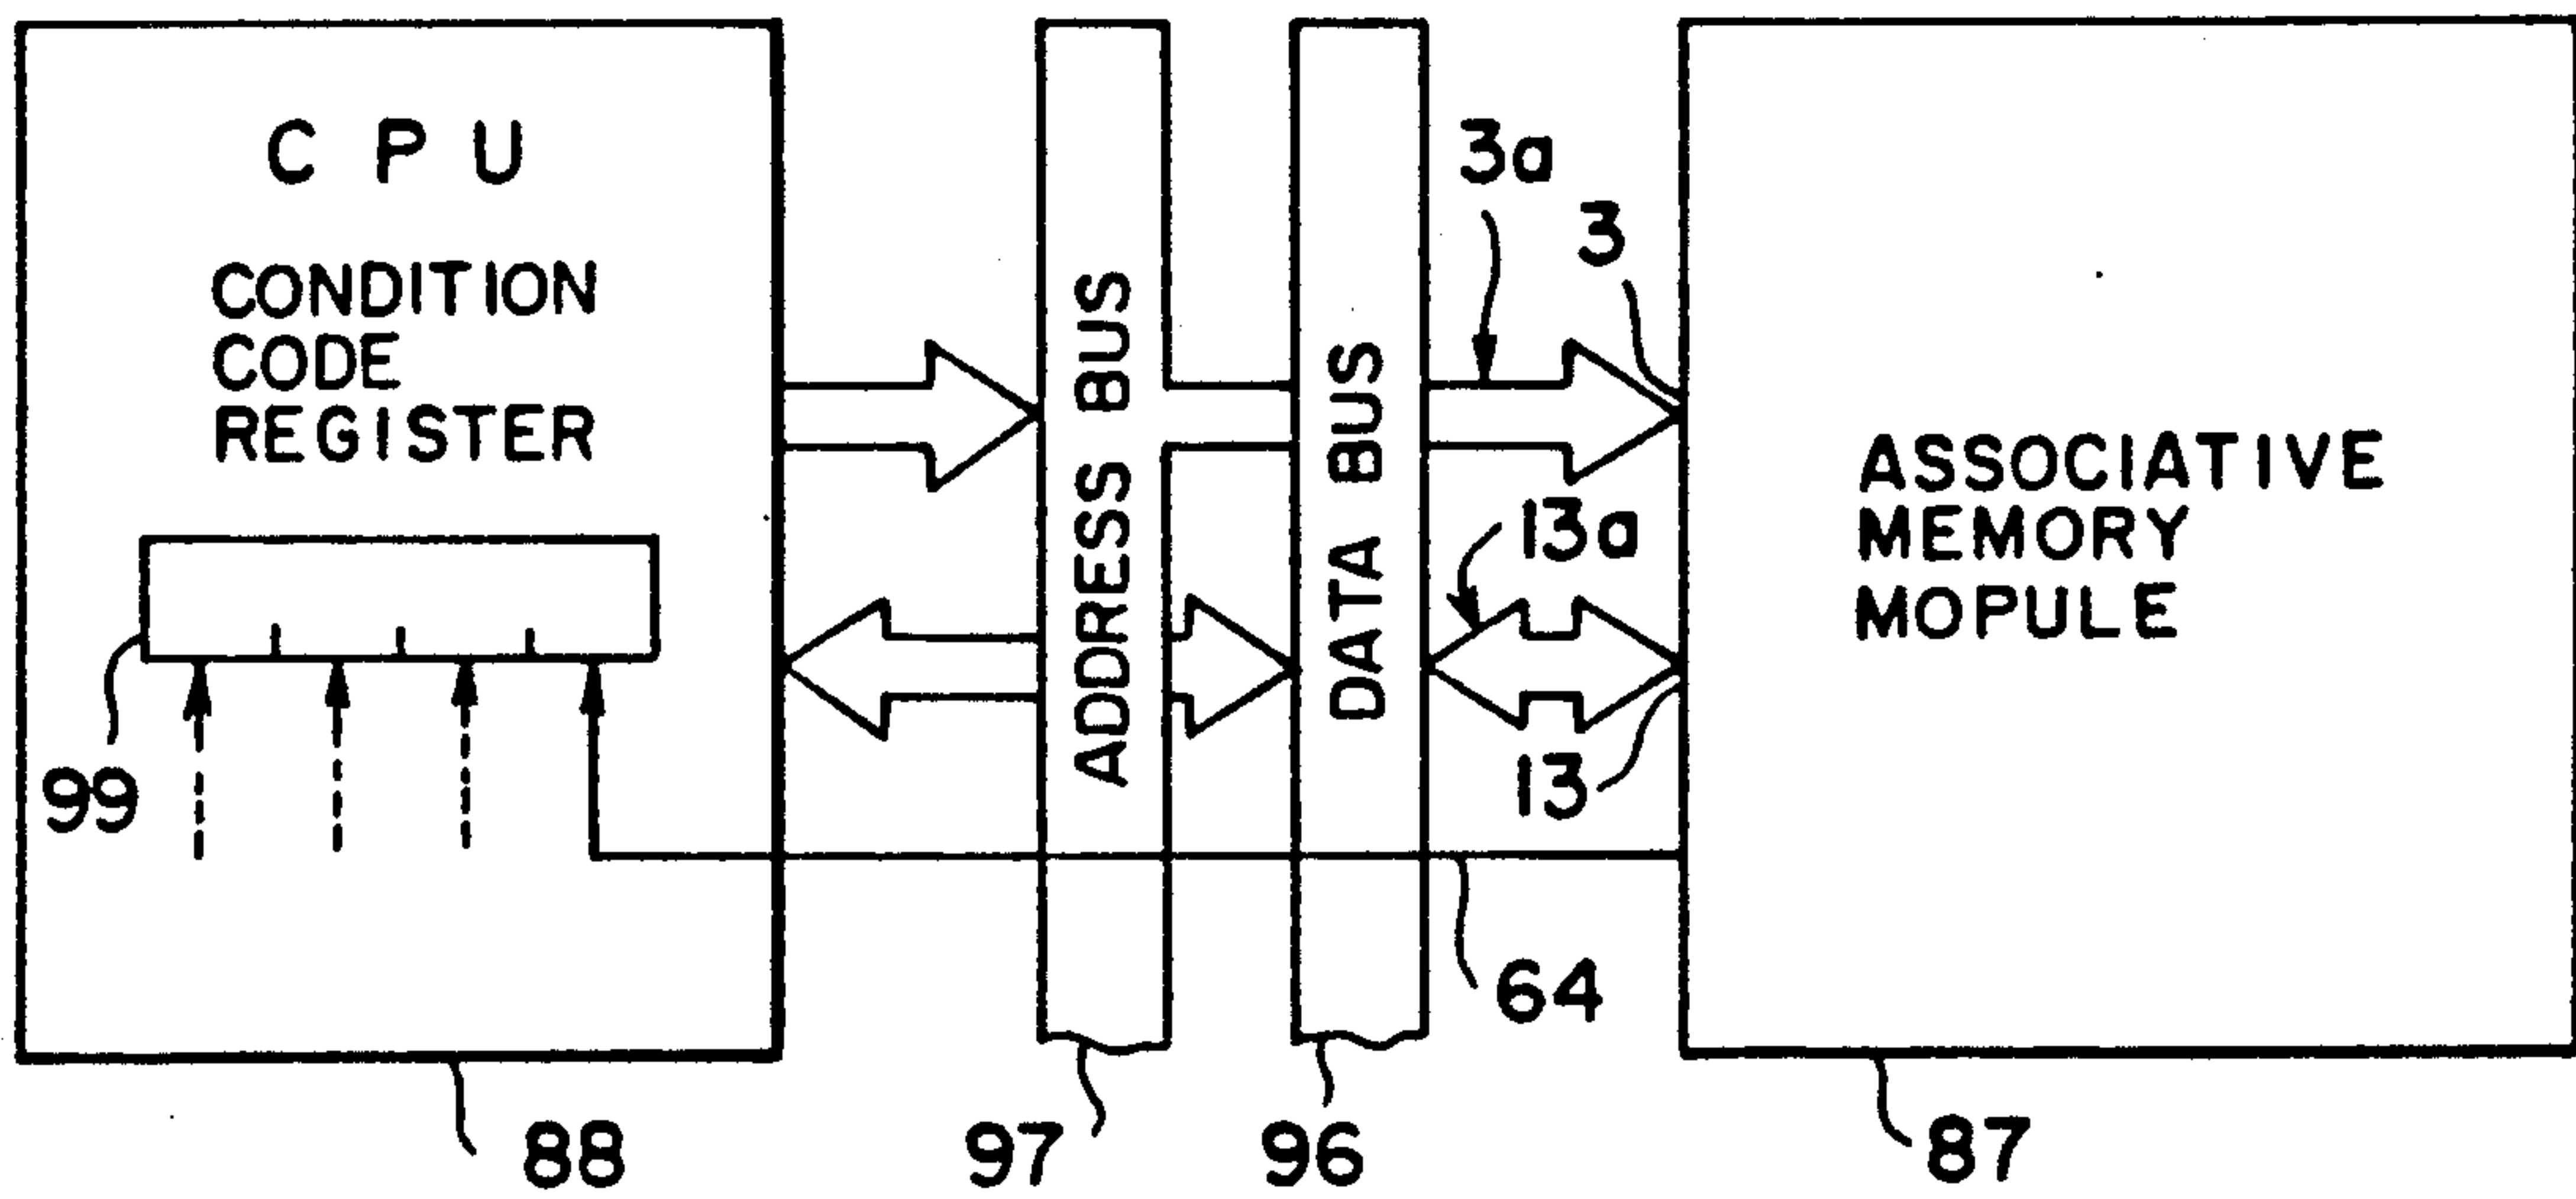 C P U
CONDITION
CODE
REGISTER
99
88
ADDRESS BUS
97
DATA BUS
96
3a
3
13a
13
64
ASSOCIATIVE
MEMORY
MOPULE
87